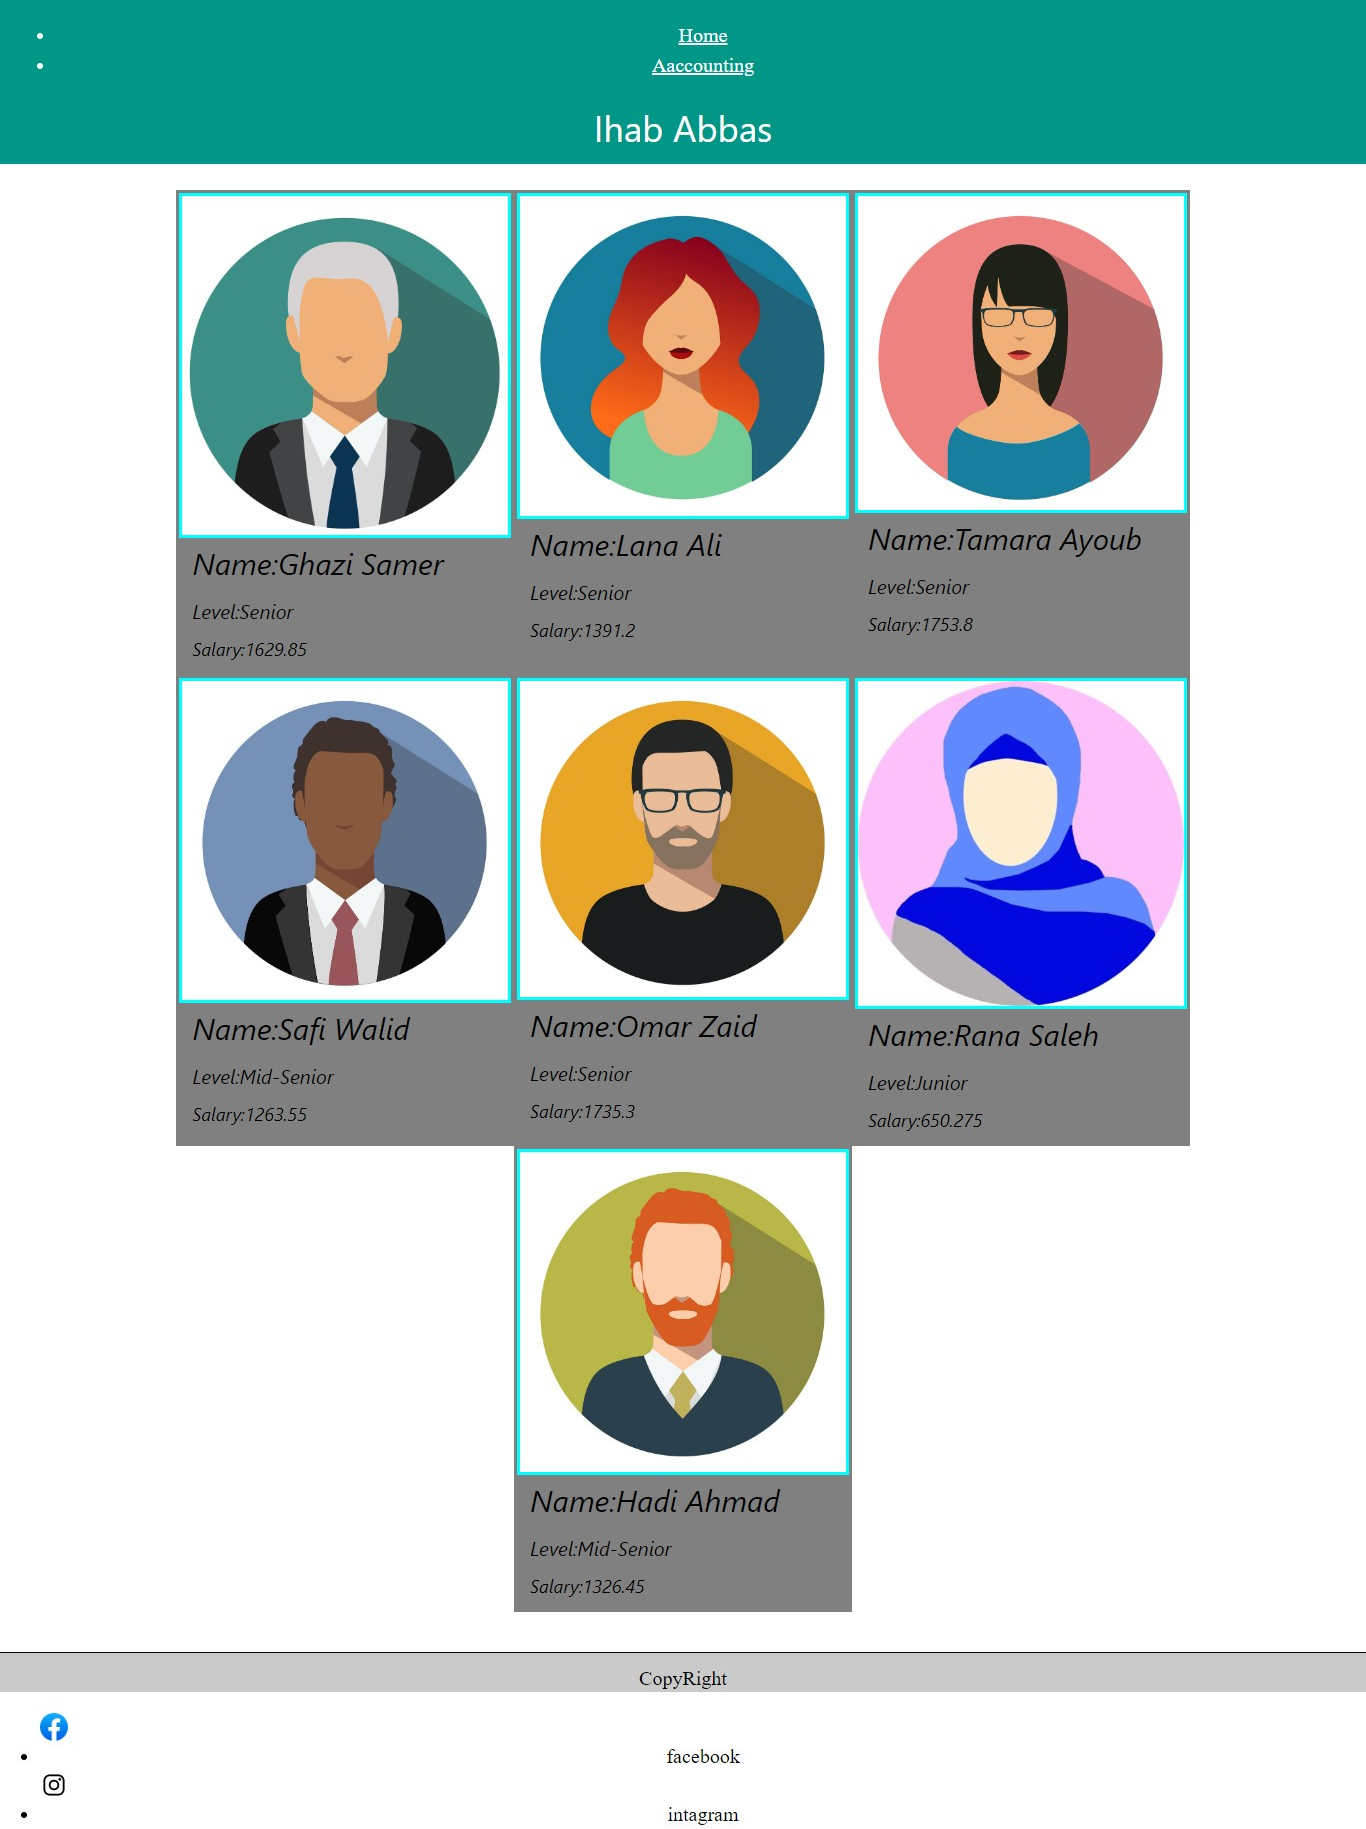 Home
Aaccounting
Ihab Abbas
Name:Ghazi Samer
Level:Senior
Salary:1629.85
Name:Lana Ali
Level:Senior
Salary:1391.2
Name:Tamara Ayoub
Level:Senior
Salary:1753.8
Name:Safi Walid
Level:Mid-Senior
Salary:1263.55
Name:Omar Zaid
Level:Senior
Salary:1735.3
Name:Rana Saleh
Level:Junior
Salary:650.275
Name:Hadi Ahmad
Level:Mid-Senior
Salary:1326.45
CopyRight
facebook
intagram